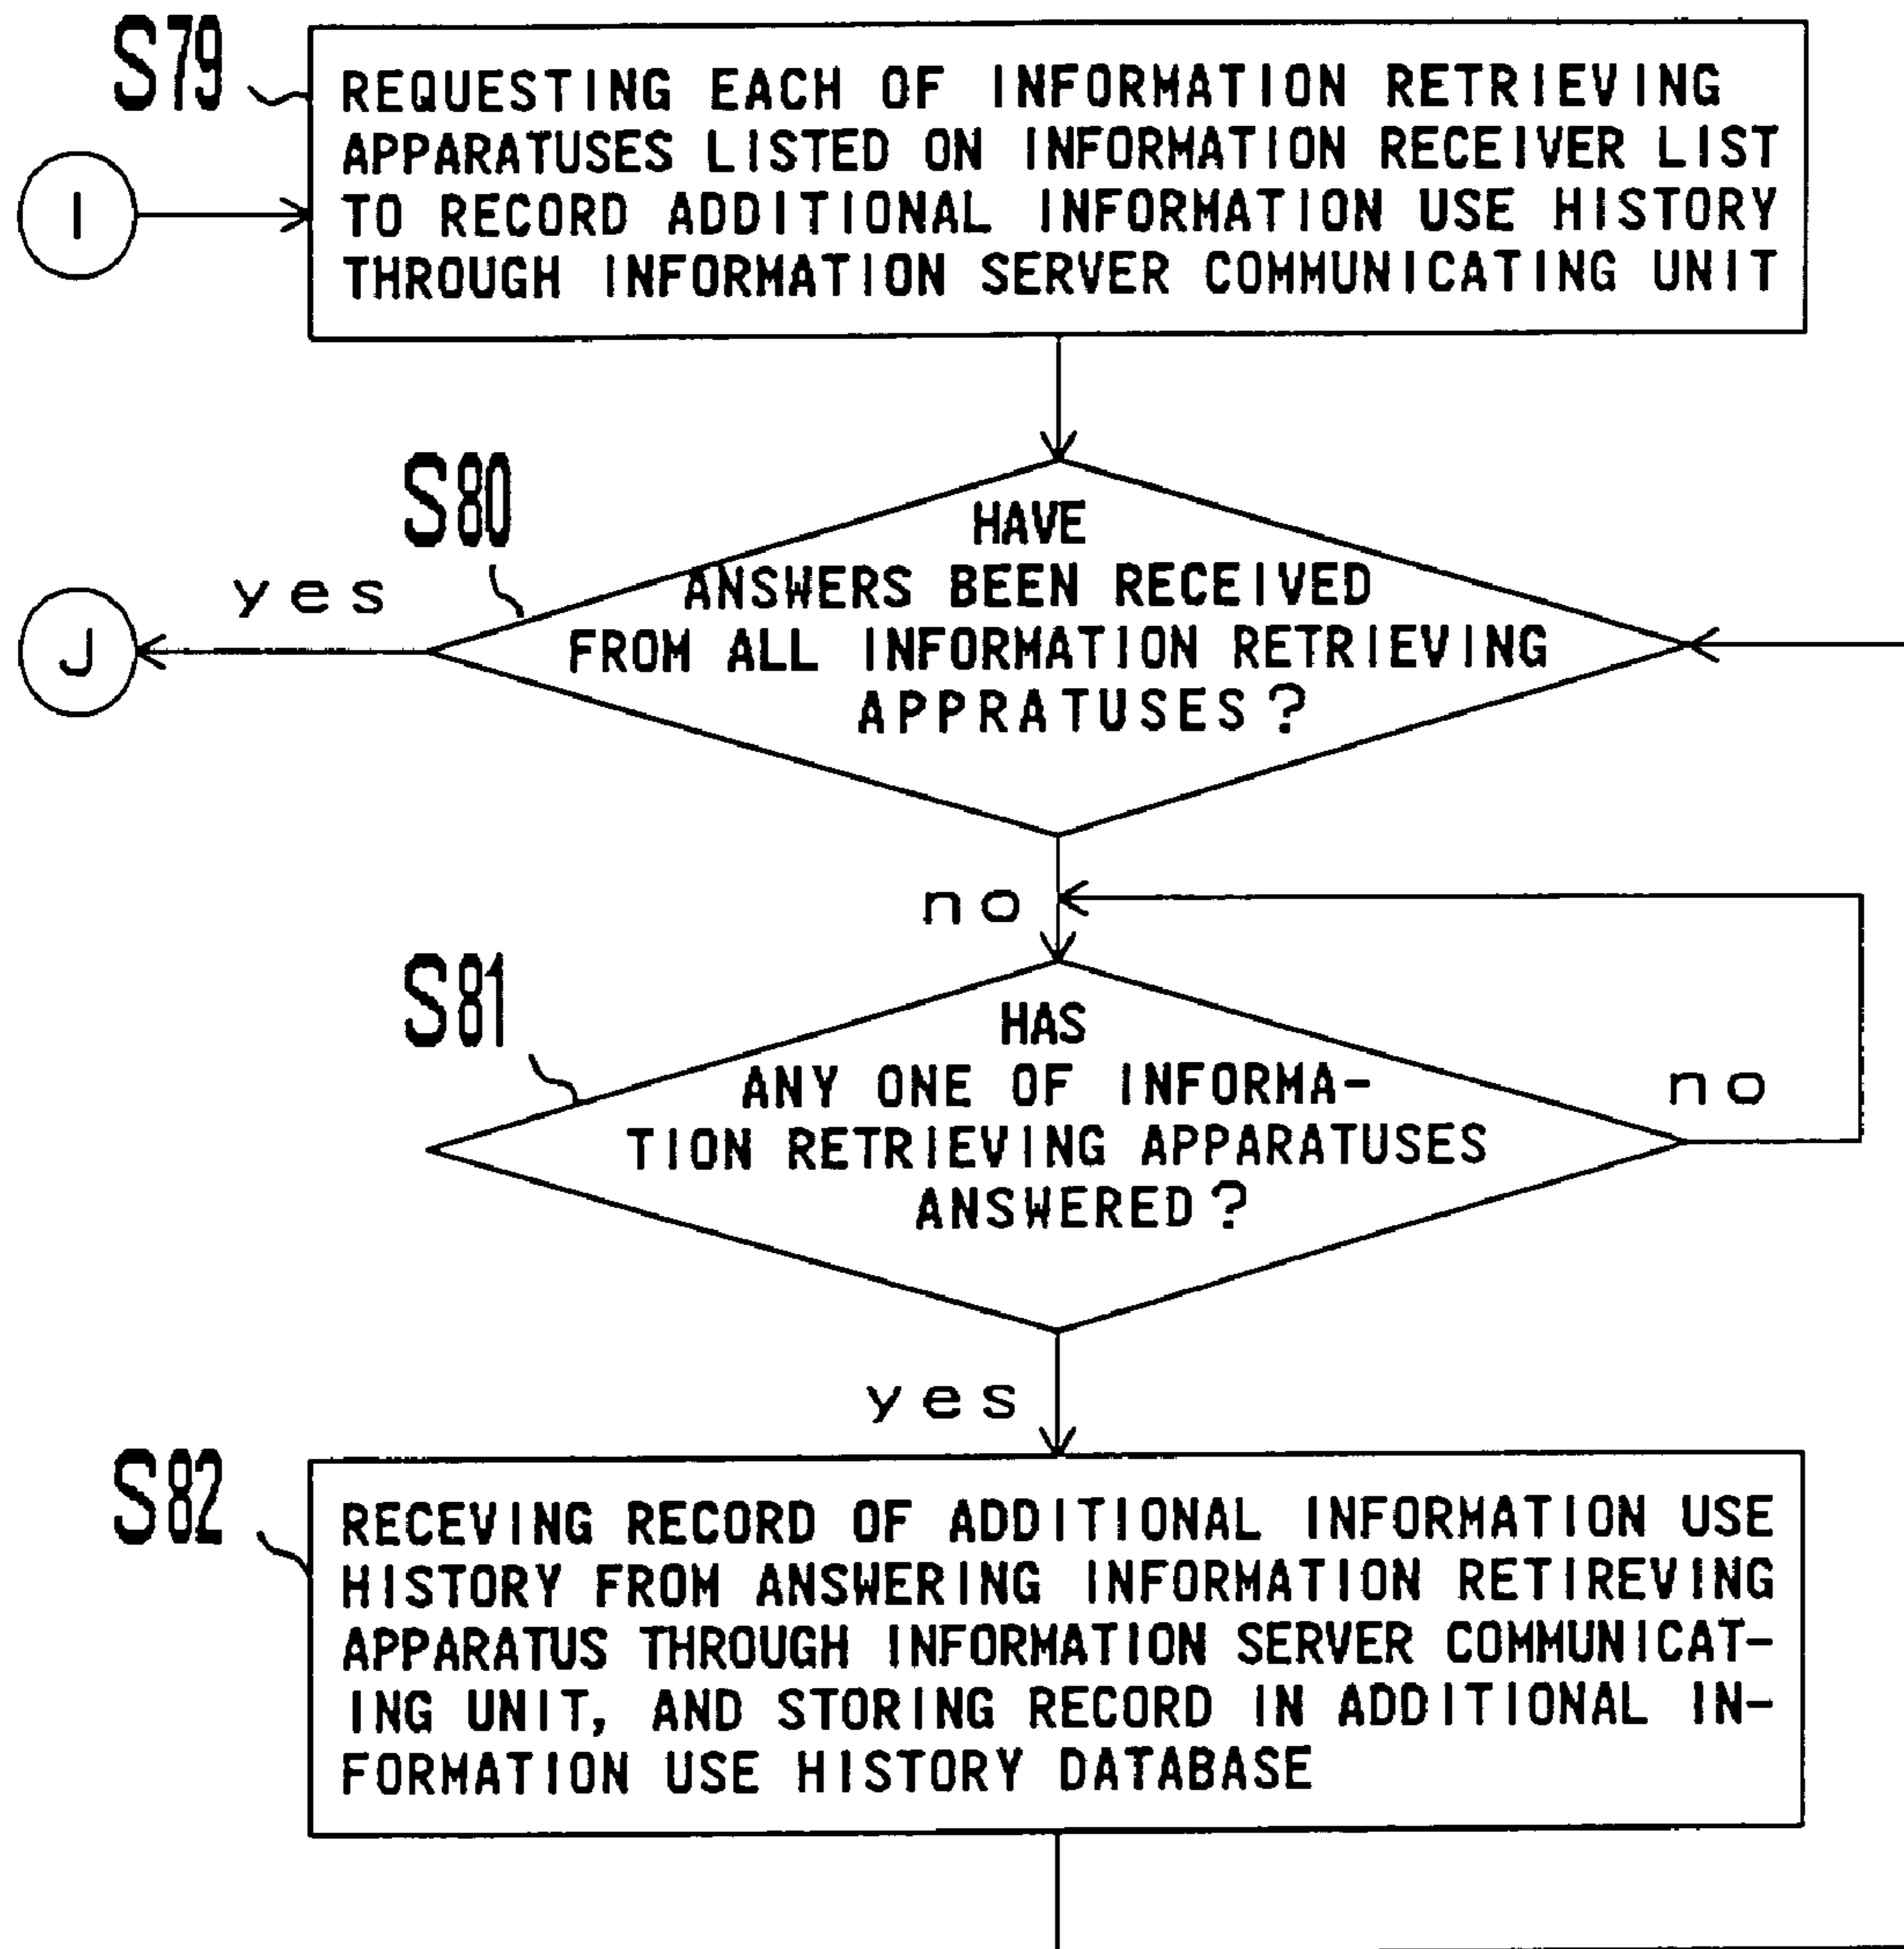 S79
REQUESTING EACH OF INFORMATION RETRIEVING
APPARATUSES LISTED ON INFORMATION RECEIVER LIST
TO RECORD ADDITIONAL INFORMATION USE HISTORY
THROUGH INFORMATION SERVER COMMUNICATING UNIT
I
S80
HAVE
ANSWERS BEEN RECEIVED
FROM ALL INFORMATION RETRIEVING
APPRATUSES?
yes
J
no
S81
HAS
ANY ONE OF INFORMA-
TION RETRIEVING APPARATUSES
ANSWERED?
no
yes
S82
RECEVING RECORD OF ADDITIONAL INFORMATION USE
HISTORY FROM ANSWERING INFORMATION RETIREVING
APPARATUS THROUGH INFORMATION SERVER COMMUNICAT-
ING UNIT, AND STORING RECORD IN ADDITIONAL IN-
FORMATION USE HISTORY DATABASE